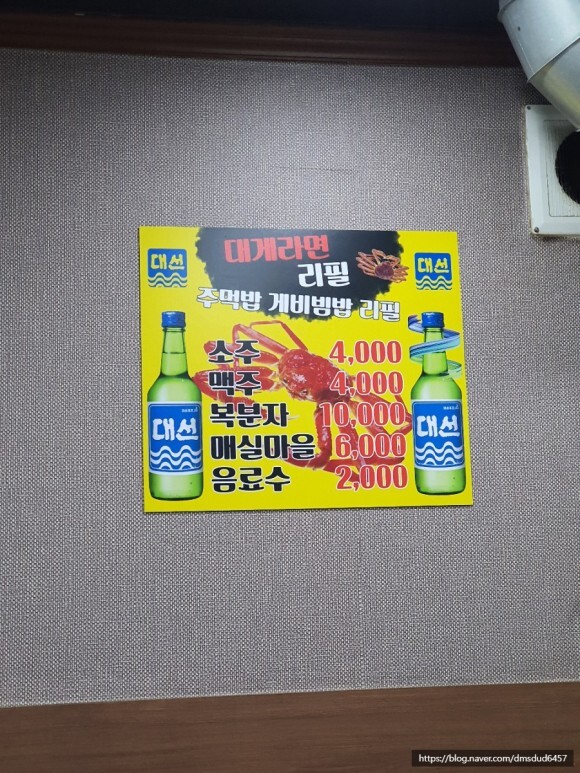 대선
대선
대게라면
리필
주먹밥 게비빔밥 리필
소주 4,000
맥주 4,000
복분자 10,000
매실마을 6,000
음료수 2,000
대선
대선
https://blog.naver.com/dmsdud6457